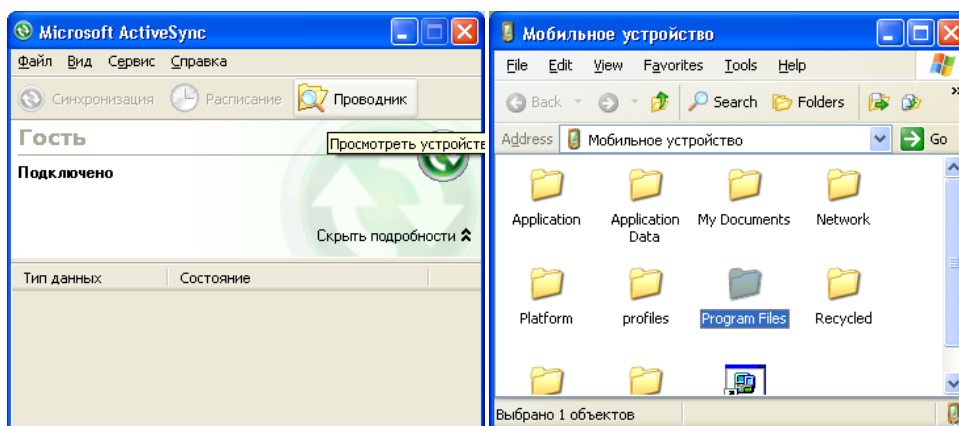 Microsoft ActiveSync
Файл Вид Сервис Справка
Синхронизация Расписание Проводник
Гость
Просмотреть устройств
Подключено
Скрыть подробности
Тип данных Состояние
Мобильное устройство
File Edit View Favorites Tools Help
Back Search Folders »
Address Мобильное устройство Go
Application Application Data My Documents Network
Platform profiles Program Files Recycled
Выбрано 1 объектов